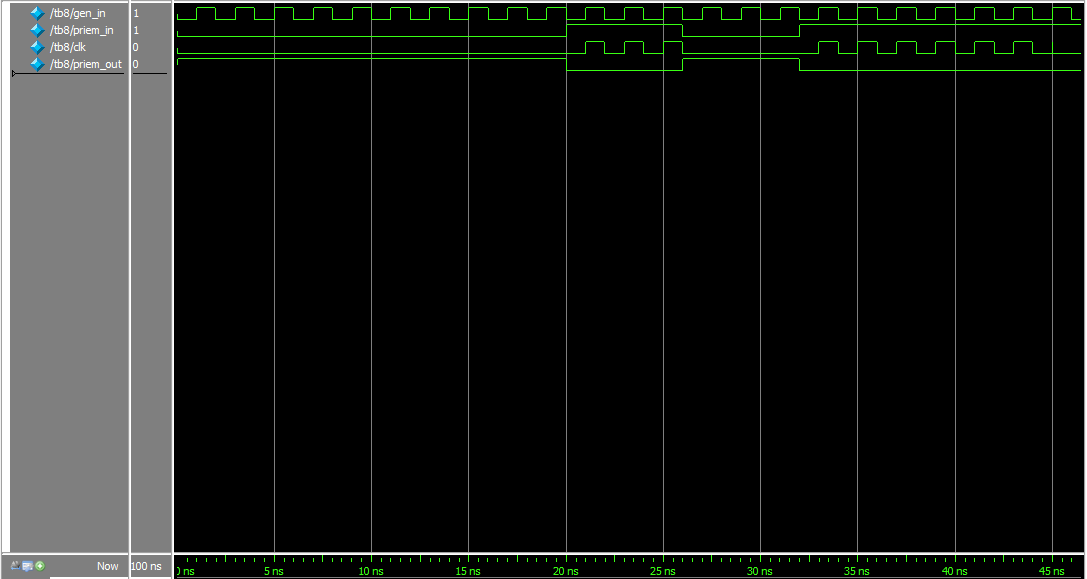 /tb8/gen_in 1
/tb8/priem_in 1
/tb8/clk 0
/tb8/priem_out 0
Now 100 ns
0 ns 5 ns 10 ns 15 ns 20 ns 25 ns 30 ns 35 ns 40 ns 45 ns